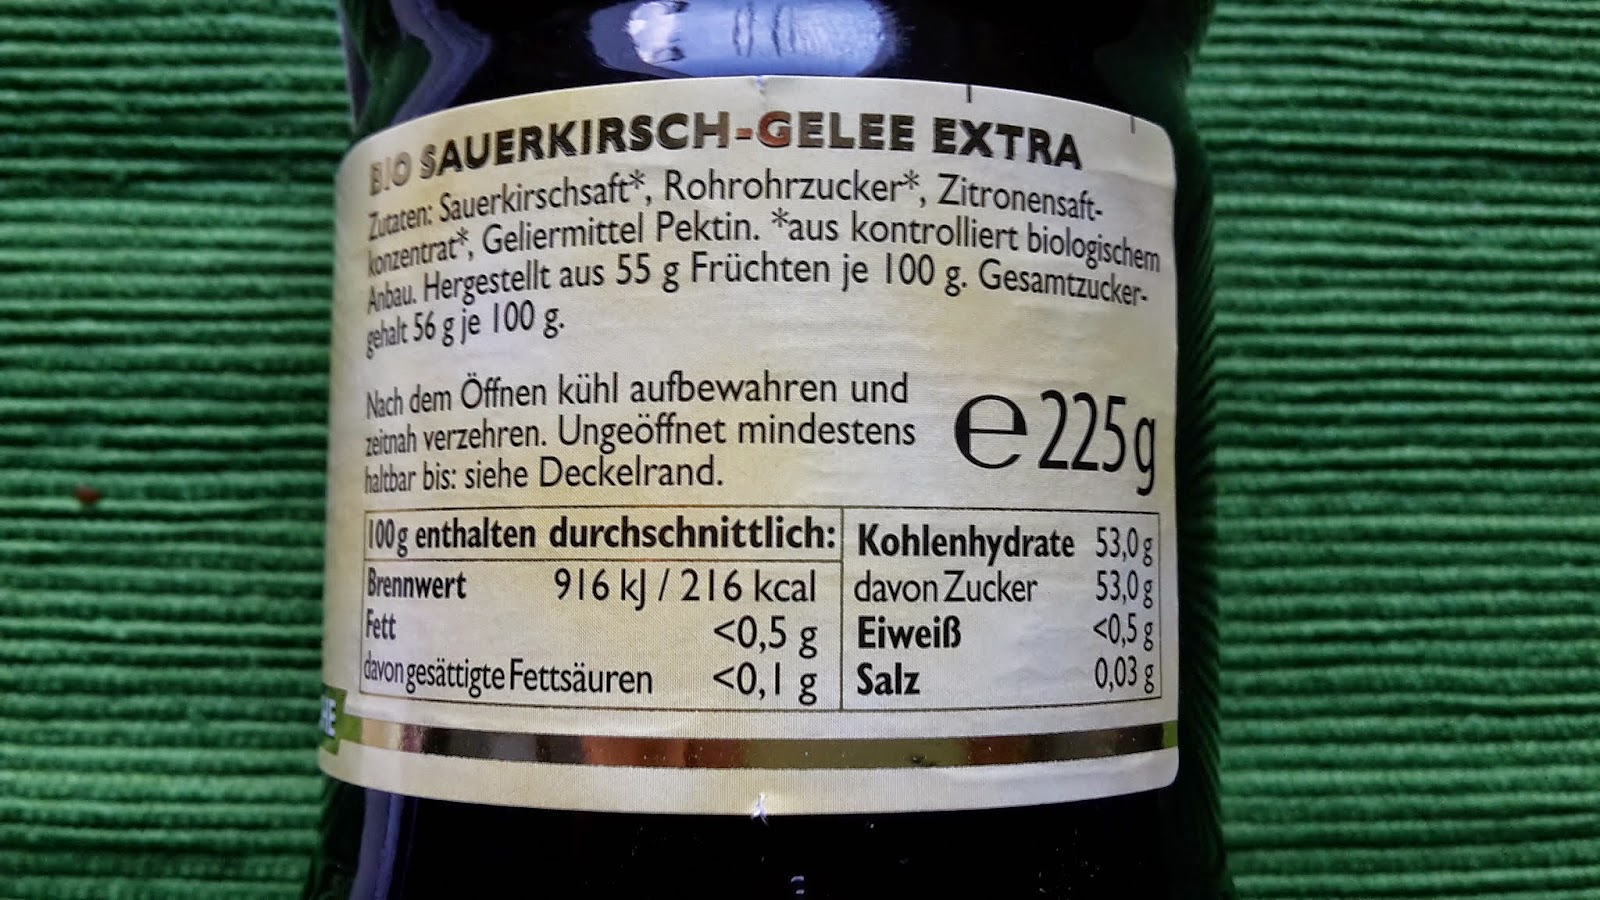 BIO SAUERKIRSCH-GELEE EXTRA
Zutaten: Sauerkirschsaft*, Rohrohrzucker*, Zitronensaft-
konzentrat*, Geliermittel Pektin. *aus kontrolliert biologischem
Anbau. Hergestellt aus 55 g Früchten je 100 g. Gesamtzucker-
gehalt 56 g je 100 g.
Nach dem Öffnen kühl aufbewahren und
zeitnah verzehren. Ungeöffnet mindestens
haltbar bis: siehe Deckelrand.
e 225g
100g enthalten durchschnittlich:
Brennwert 916 kJ / 216 kcal
Fett <0,5 g
davon gesättigte Fettsäuren <0,1 g
Kohlenhydrate 53,0 g
davon Zucker 53,0 g
Eiweiß <0,5 g
Salz 0,03 g